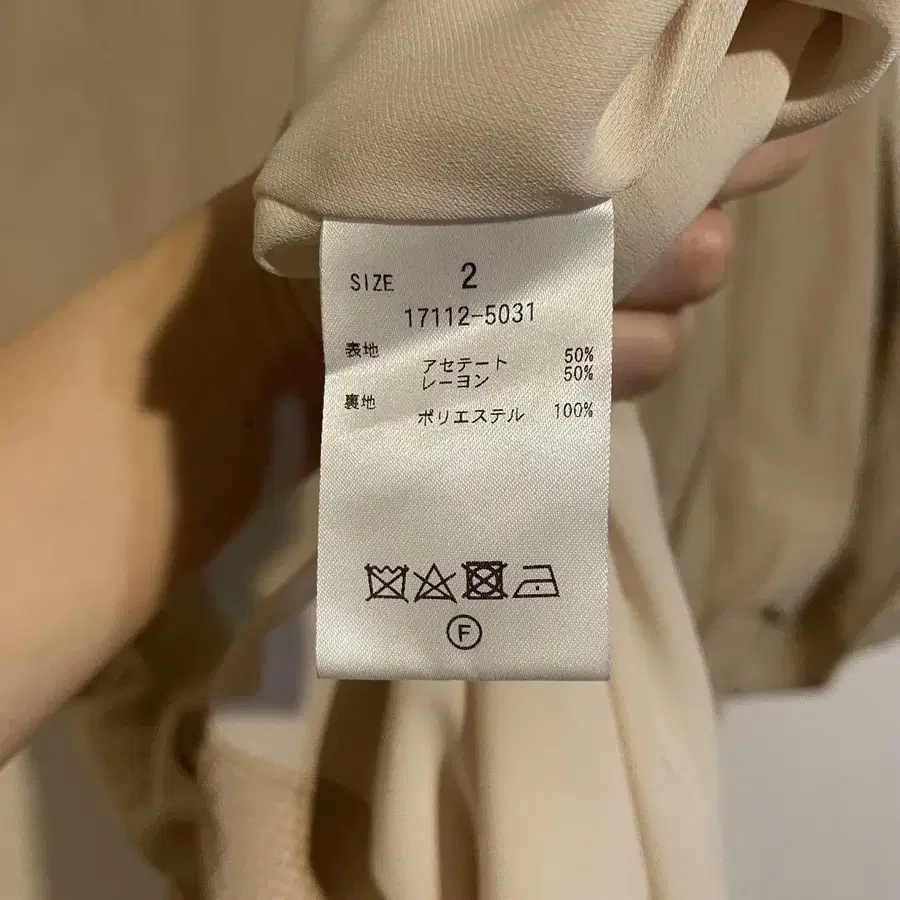 SIZE 2
17112-5031
表地
アセテート 50%
レーヨン 50%
裏地
ポリエステル 100%
F